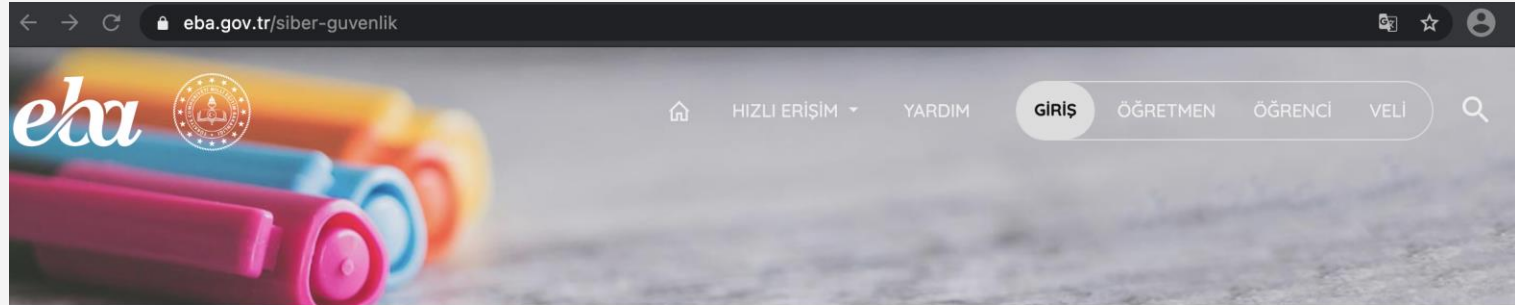 eba.gov.tr/siber-guvenlik
eba
HIZLI ERİŞİM
YARDIM
GİRİŞ
ÖĞRETMEN
ÖĞRENCİ
VELİ